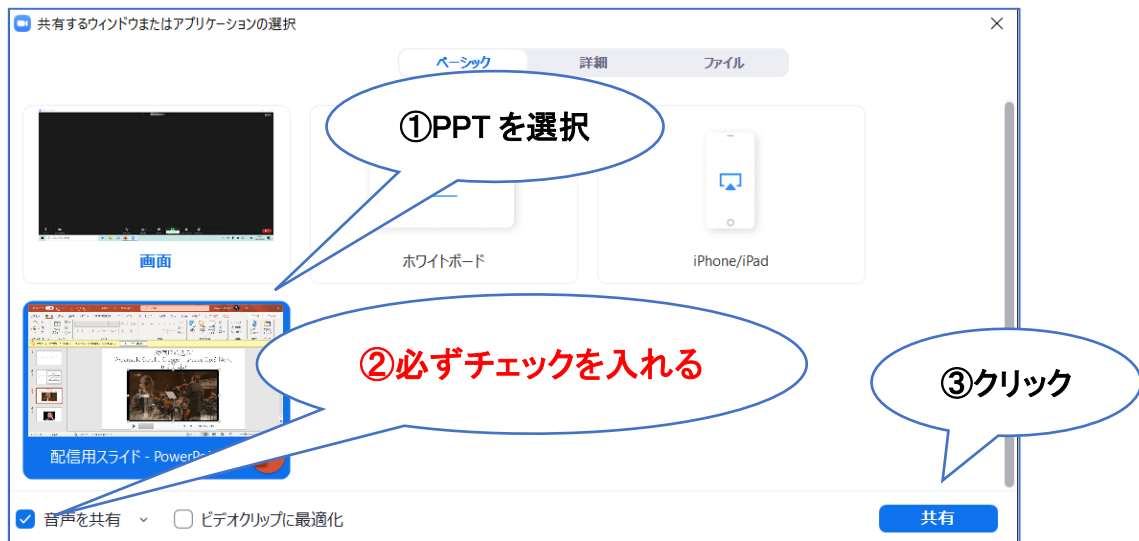 共有するウィンドウまたはアプリケーションの選択
ベーシック 詳細 ファイル
①PPT を選択
画面 ホワイトボード iPhone/iPad
②必ずチェックを入れる
③クリック
配信用スライド - PowerP
音声を共有 ビデオクリップに最適化 共有